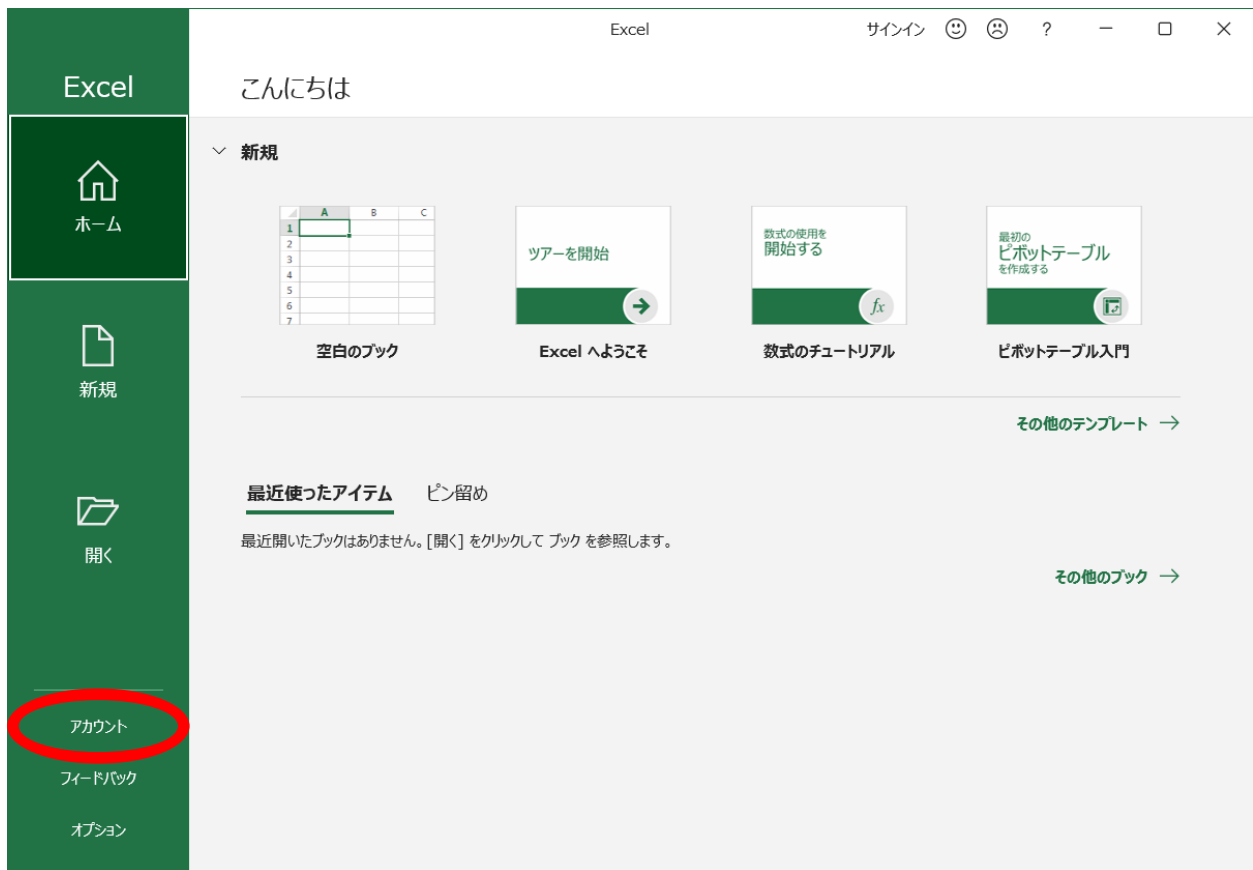 Excel
サインイン
?
Excel
こんにちは
ホーム
新規
開く
アカウント
フィードバック
オプション
新規
A B C
1
2
3
4
5
6
7
空白のブック
ツアーを開始
Excel へようこそ
数式の使用を
開始する
fx
数式のチュートリアル
最初の
ピボットテーブル
を作成する
ピボットテーブル入門
その他のテンプレート
最近使ったアイテム
ピン留め
最近開いたブックはありません。[開く] をクリックして ブック を参照します。
その他のブック